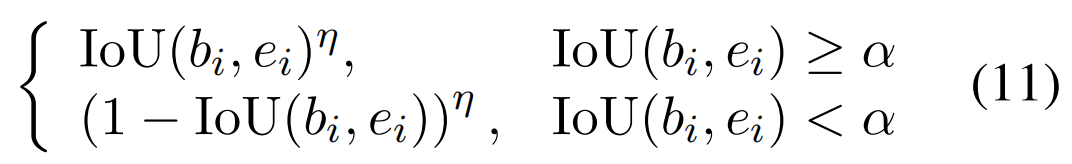 { IoU(bᵢ, eᵢ)^η, IoU(bᵢ, eᵢ) ≥ α
(1 − IoU(bᵢ, eᵢ))^η , IoU(bᵢ, eᵢ) < α (11)